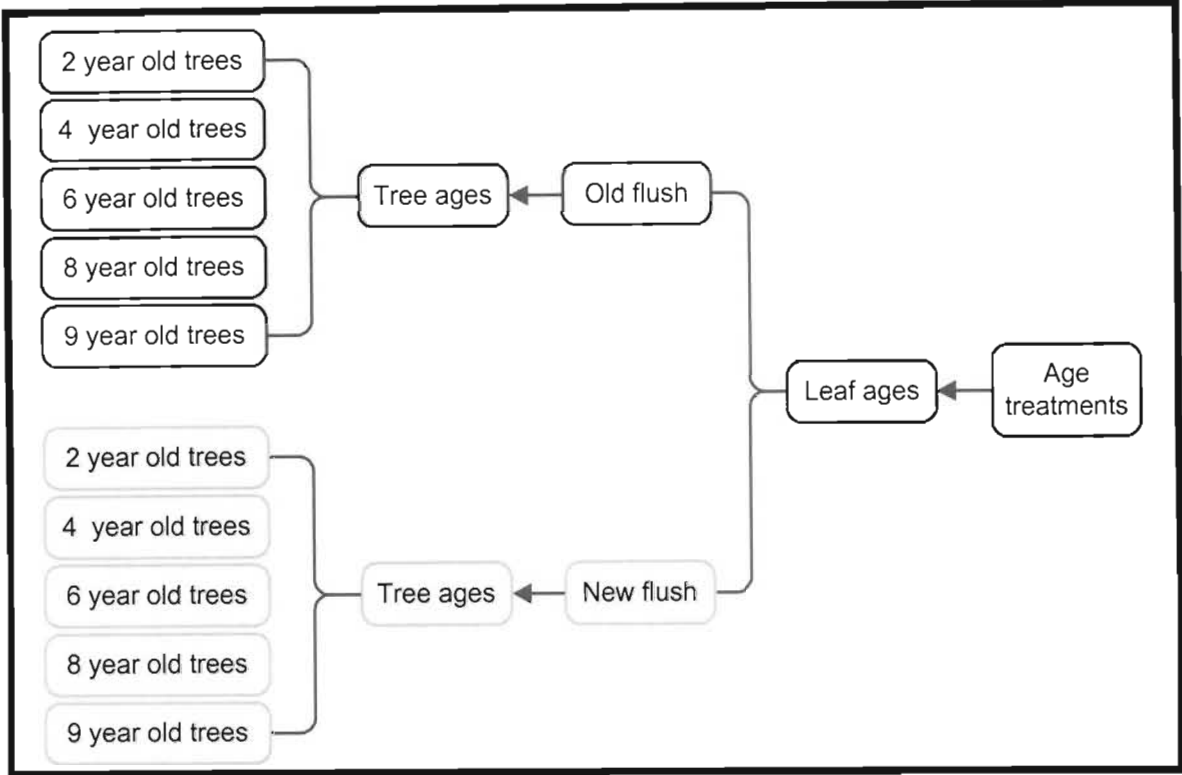 2 year old trees
4 year old trees
6 year old trees
8 year old trees
9 year old trees
Tree ages
Old flush
Leaf ages
Age
treatments
2 year old trees
4 year old trees
6 year old trees
8 year old trees
9 year old trees
Tree ages
New flush